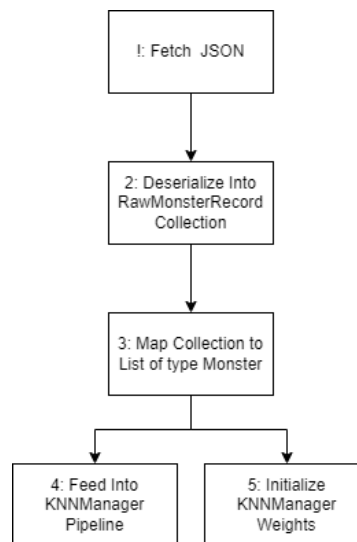 !: Fetch JSON
2: Deserialize Into
RawMonsterRecord
Collection
3: Map Collection to
List of type Monster
4: Feed Into
KNNManager
Pipeline
5: Initialize
KNNManager
Weights